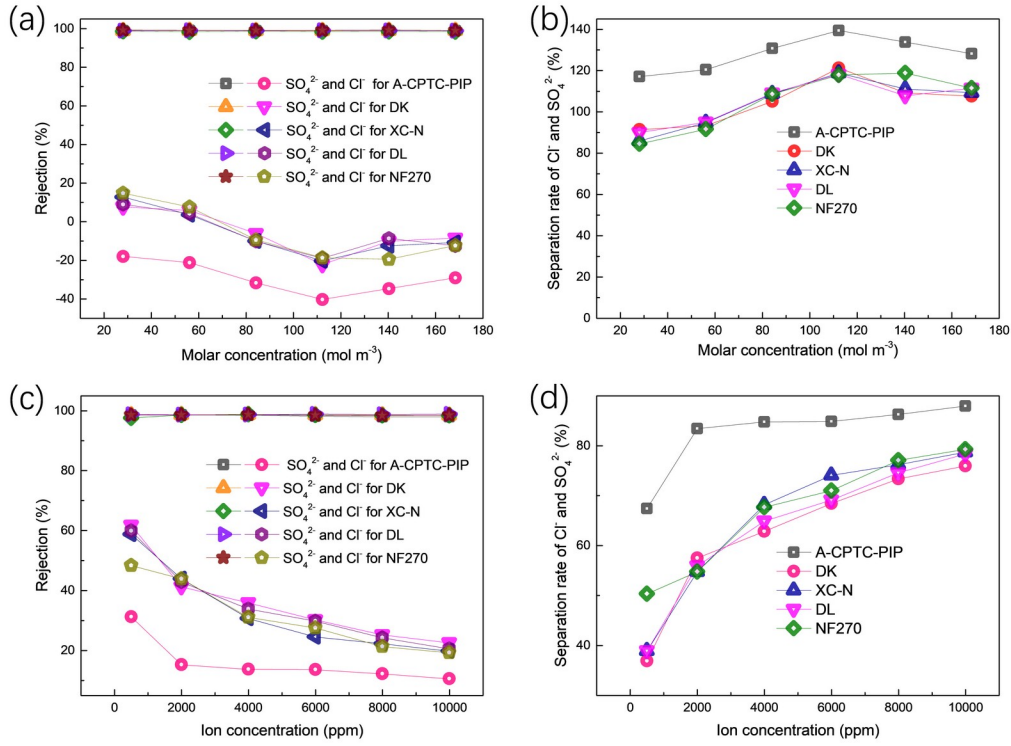 (a)
100
80
60
40
20
0
-20
-40
Rejection (%)
SO₄²⁻ and Cl⁻ for A-CPTC-PIP
SO₄²⁻ and Cl⁻ for DK
SO₄²⁻ and Cl⁻ for XC-N
SO₄²⁻ and Cl⁻ for DL
SO₄²⁻ and Cl⁻ for NF270
20 40 60 80 100 120 140 160 180
Molar concentration (mol m⁻³)
(b)
140
120
100
80
60
40
20
0
Separation rate of Cl⁻ and SO₄²⁻ (%)
A-CPTC-PIP
DK
XC-N
DL
NF270
20 40 60 80 100 120 140 160 180
Molar concentration (mol m⁻³)
(c)
100
80
60
40
20
Rejection (%)
SO₄²⁻ and Cl⁻ for A-CPTC-PIP
SO₄²⁻ and Cl⁻ for DK
SO₄²⁻ and Cl⁻ for XC-N
SO₄²⁻ and Cl⁻ for DL
SO₄²⁻ and Cl⁻ for NF270
0 2000 4000 6000 8000 10000
Ion concentration (ppm)
(d)
80
60
40
Separation rate of Cl⁻ and SO₄²⁻ (%)
A-CPTC-PIP
DK
XC-N
DL
NF270
0 2000 4000 6000 8000 10000
Ion concentration (ppm)